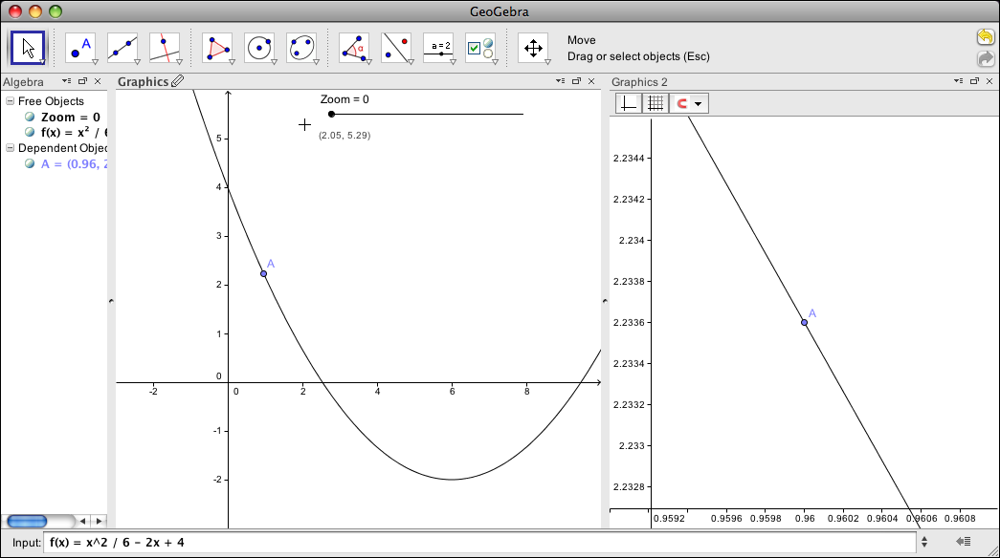 GeoGebra
A
α
a = 2
Move
Drag or select objects (Esc)
Algebra
Free Objects
Zoom = 0
f(x) = x² / 6
Dependent Objec
A = (0.96, 2
Graphics
Zoom = 0
(2.05, 5.29)
5
4
3
2
1
0
-1
-2
-2 0 2 4 6 8
A
Graphics 2
2.2344
2.2342
2.234
2.2338
2.2336
2.2334
2.2332
2.233
2.2328
0.9592 0.9596 0.9598 0.96 0.9602 0.9604 0.9606 0.9608
A
Input: f(x) = x^2 / 6 - 2x + 4